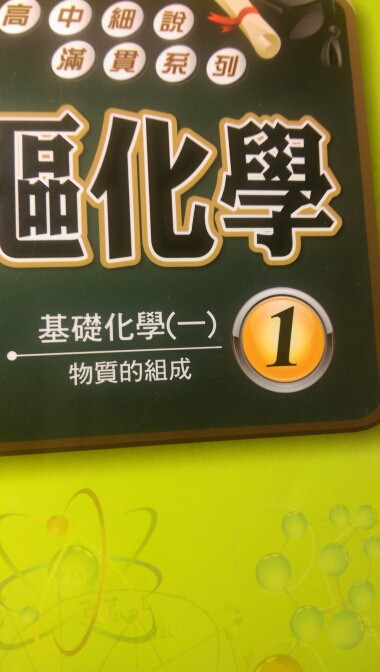 高中細說
滿貫系列
區化學
基礎化學(一)
物質的組成
1